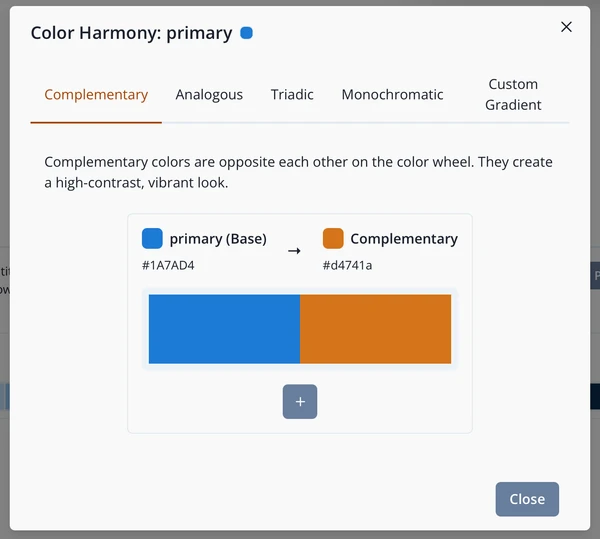 Color Harmony: primary
Complementary
Analogous
Triadic
Monochromatic
Custom
Gradient
Complementary colors are opposite each other on the color wheel. They create
a high-contrast, vibrant look.
primary (Base)
→
Complementary
#1A7AD4
#d4741a
+
Close